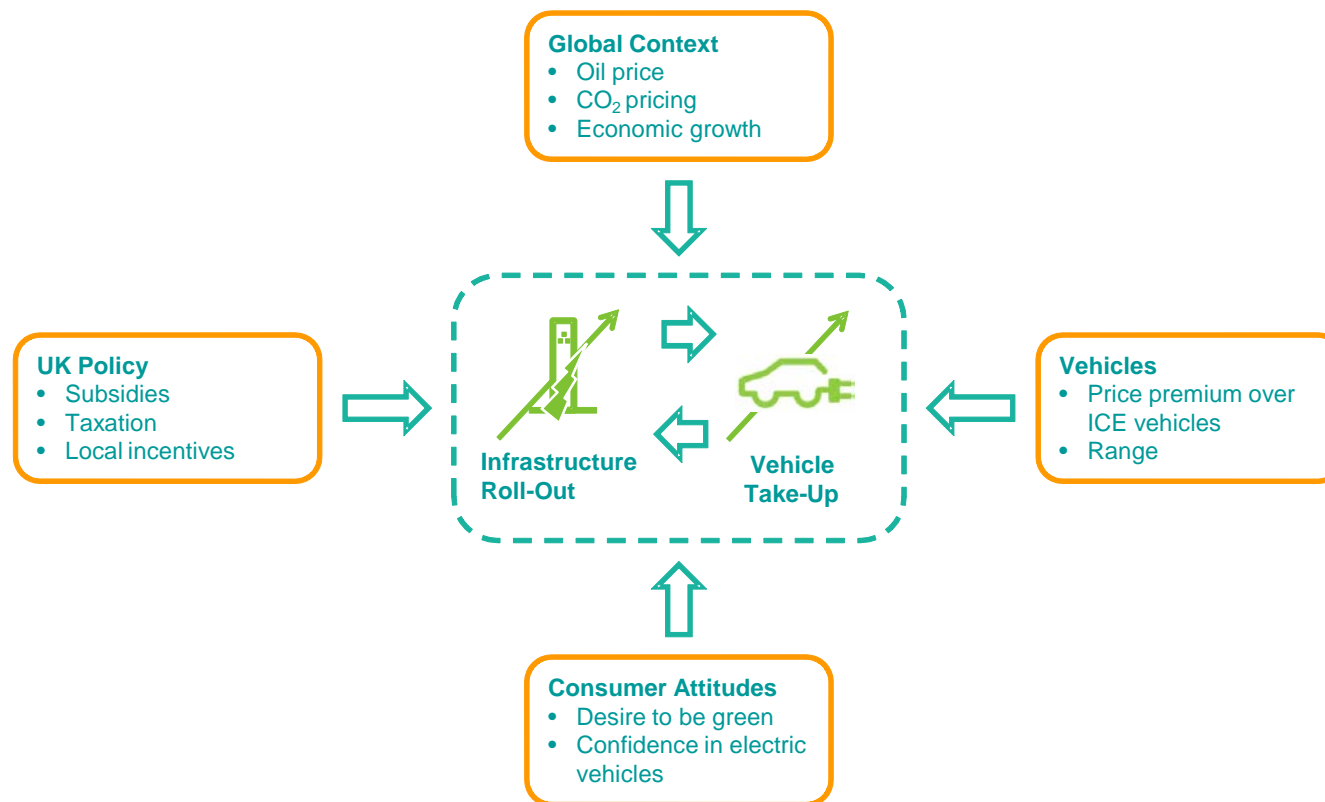 Global Context
• Oil price
• CO₂ pricing
• Economic growth
UK Policy
• Subsidies
• Taxation
• Local incentives
Infrastructure
Roll-Out
Vehicle
Take-Up
Vehicles
• Price premium over
ICE vehicles
• Range
Consumer Attitudes
• Desire to be green
• Confidence in electric
vehicles